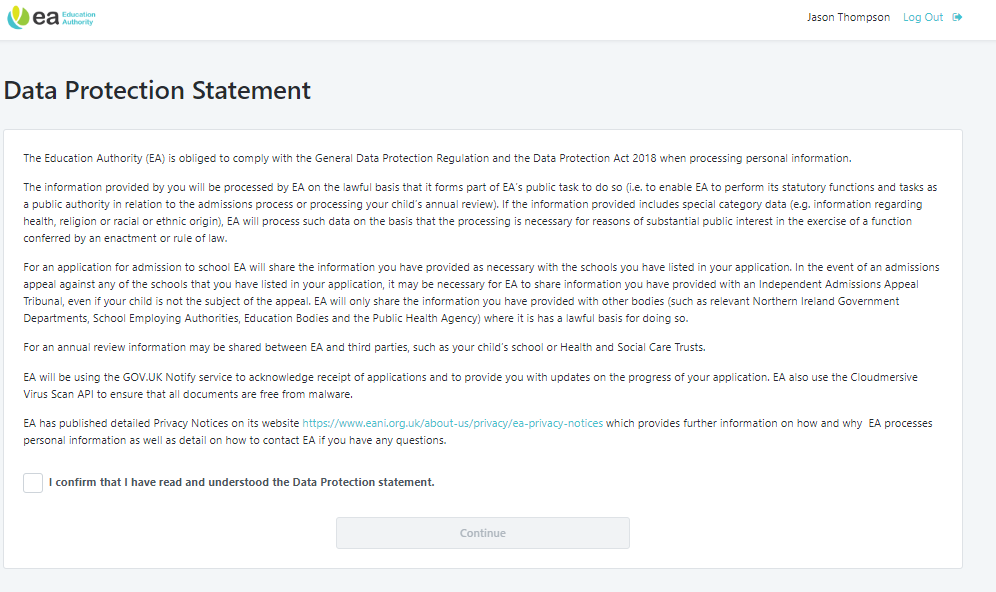 ea Education
Authority
Jason Thompson Log Out
Data Protection Statement
The Education Authority (EA) is obliged to comply with the General Data Protection Regulation and the Data Protection Act 2018 when processing personal information.
The information provided by you will be processed by EA on the lawful basis that it forms part of EA's public task to do so (i.e. to enable EA to perform its statutory functions and tasks as
a public authority in relation to the admissions process or processing your child's annual review). If the information provided includes special category data (e.g. information regarding
health, religion or racial or ethnic origin), EA will process such data on the basis that the processing is necessary for reasons of substantial public interest in the exercise of a function
conferred by an enactment or rule of law.
For an application for admission to school EA will share the information you have provided as necessary with the schools you have listed in your application. In the event of an admissions
appeal against any of the schools that you have listed in your application, it may be necessary for EA to share information you have provided with an Independent Admissions Appeal
Tribunal, even if your child is not the subject of the appeal. EA will only share the information you have provided with other bodies (such as relevant Northern Ireland Government
Departments, School Employing Authorities, Education Bodies and the Public Health Agency) where it is has a lawful basis for doing so.
For an annual review information may be shared between EA and third parties, such as your child's school or Health and Social Care Trusts.
EA will be using the GOV.UK Notify service to acknowledge receipt of applications and to provide you with updates on the progress of your application. EA also use the Cloudmersive
Virus Scan API to ensure that all documents are free from malware.
EA has published detailed Privacy Notices on its website https://www.eani.org.uk/about-us/privacy/ea-privacy-notices which provides further information on how and why EA processes
personal information as well as detail on how to contact EA if you have any questions.
I confirm that I have read and understood the Data Protection statement.
Continue